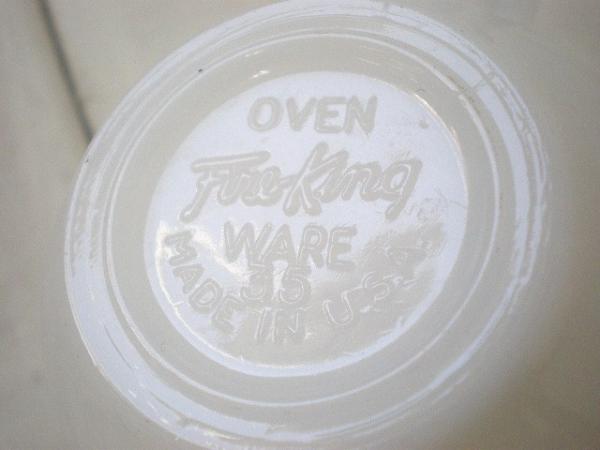 OVEN
Fire-King
WARE
35
MADE IN U.S.A.